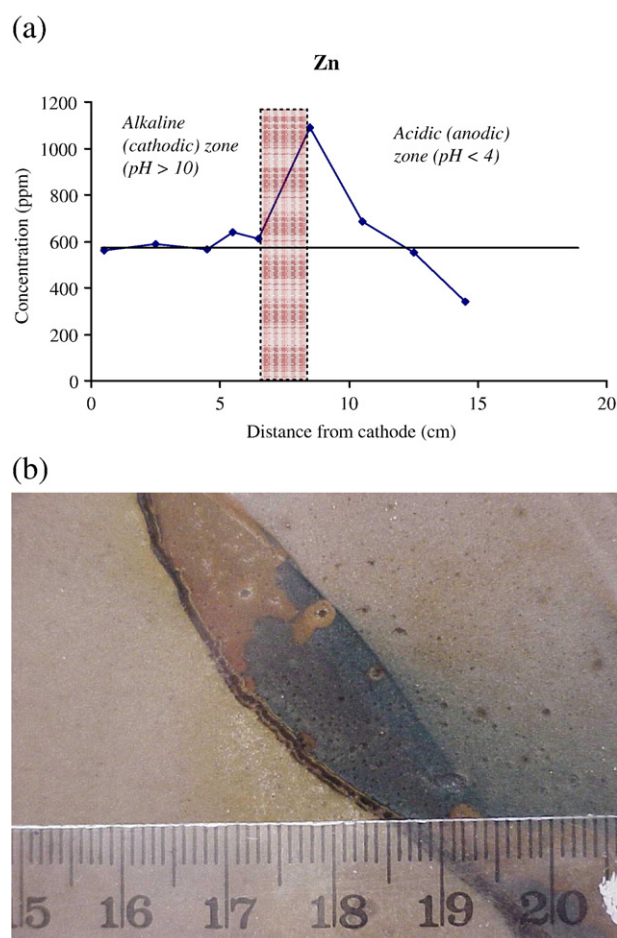 (a)
Zn
1200
1000
800
600
400
200
0
Concentration (ppm)
Alkaline
(cathodic) zone
(pH > 10)
Acidic (anodic)
zone (pH < 4)
0
5
10
15
20
Distance from cathode (cm)
(b)
15 16 17 18 19 20